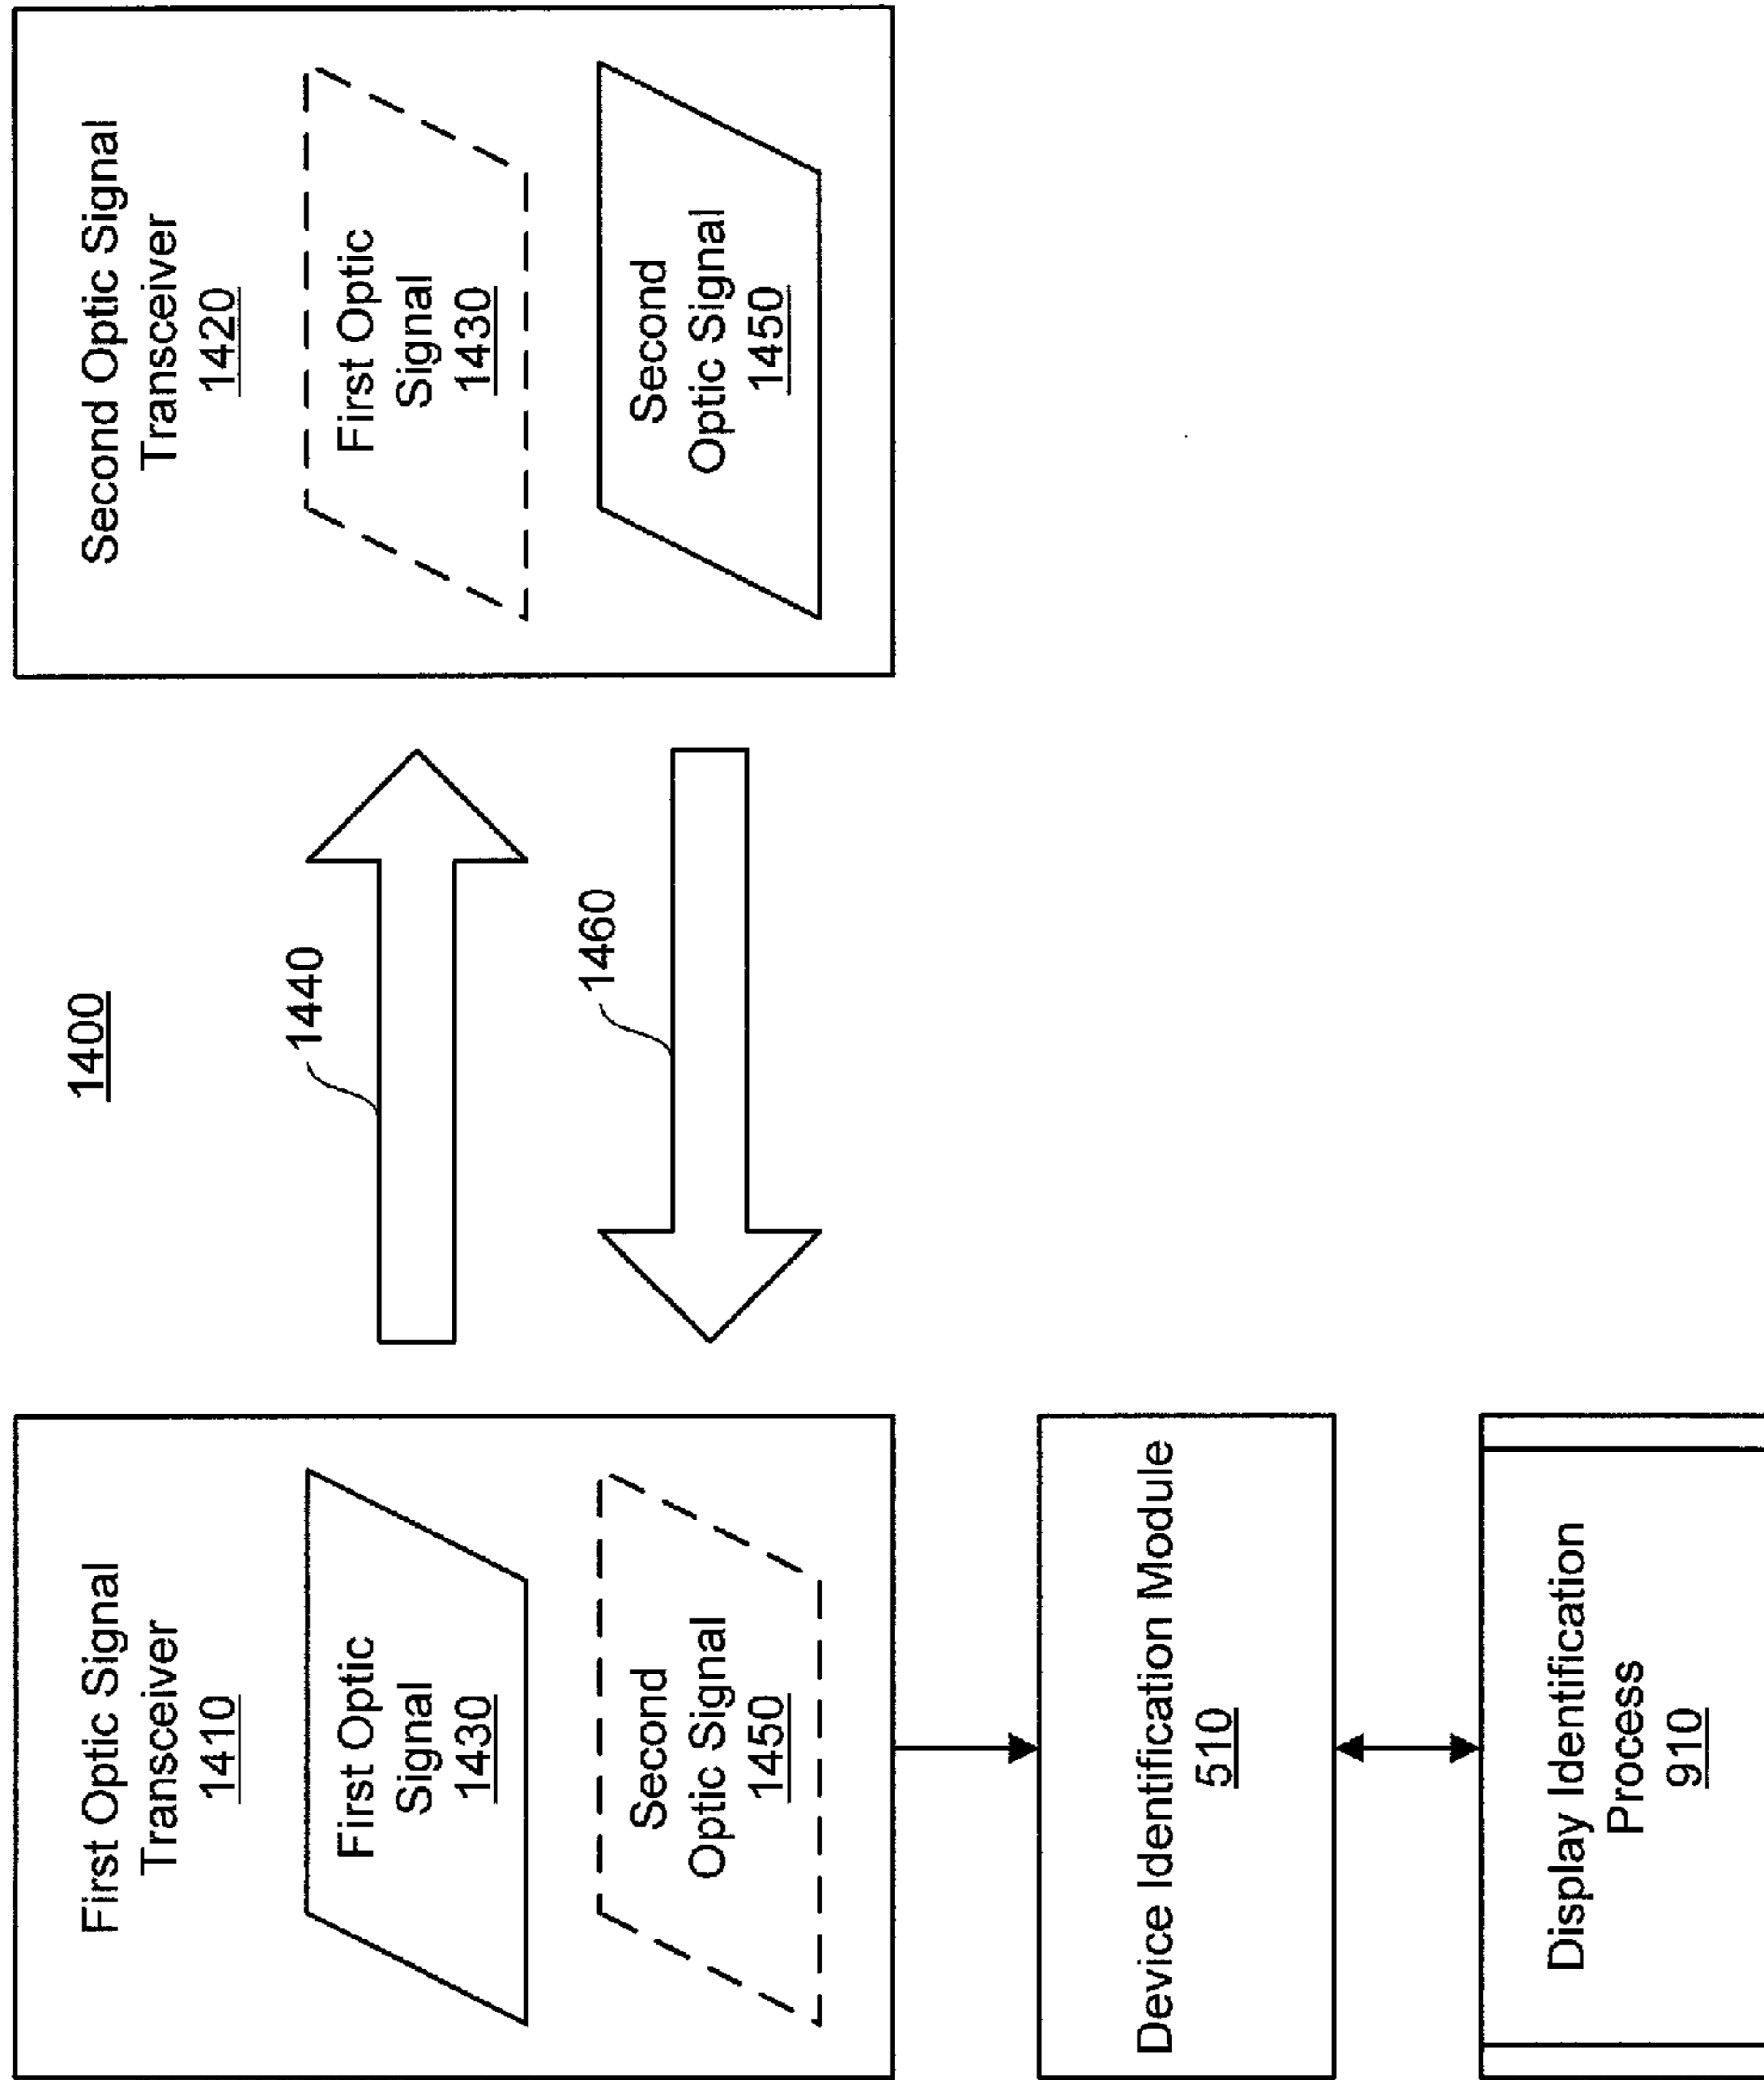 1400
First Optic Signal
Transceiver
1410
First Optic
Signal
1430
Second
Optic Signal
1450
1440
1460
Second Optic Signal
Transceiver
1420
First Optic
Signal
1430
Second
Optic Signal
1450
Device Identification Module
510
Display Identification
Process
910